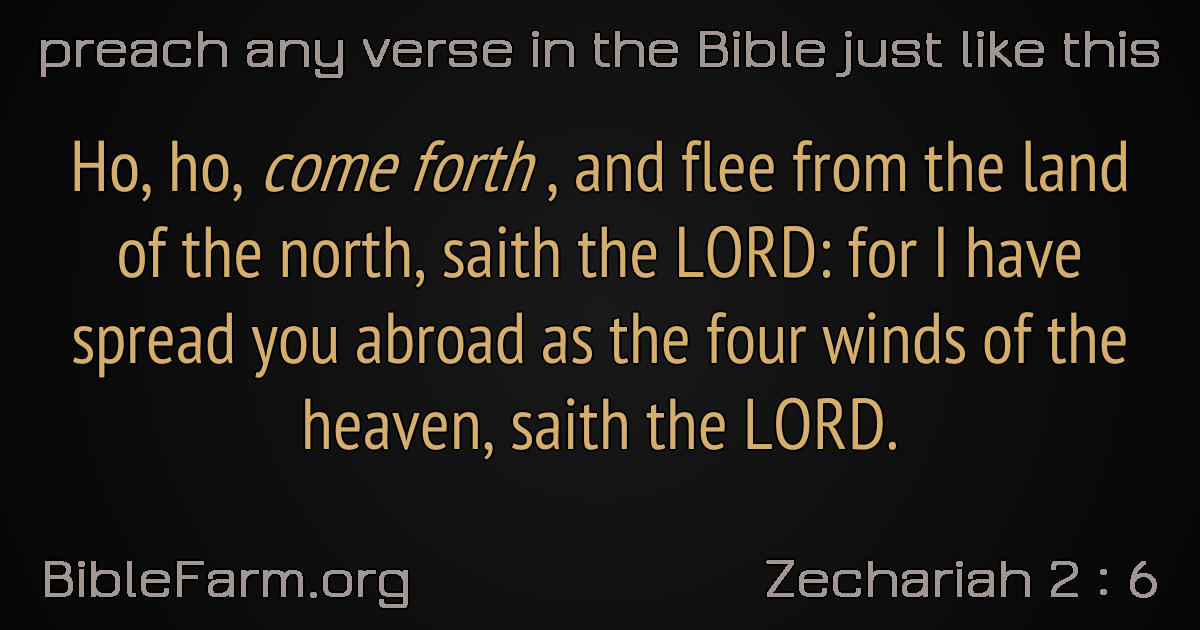 preach any verse in the Bible just like this
Ho, ho, come forth , and flee from the land
of the north, saith the LORD: for I have
spread you abroad as the four winds of the
heaven, saith the LORD.
BibleFarm.org
Zechariah 2 : 6